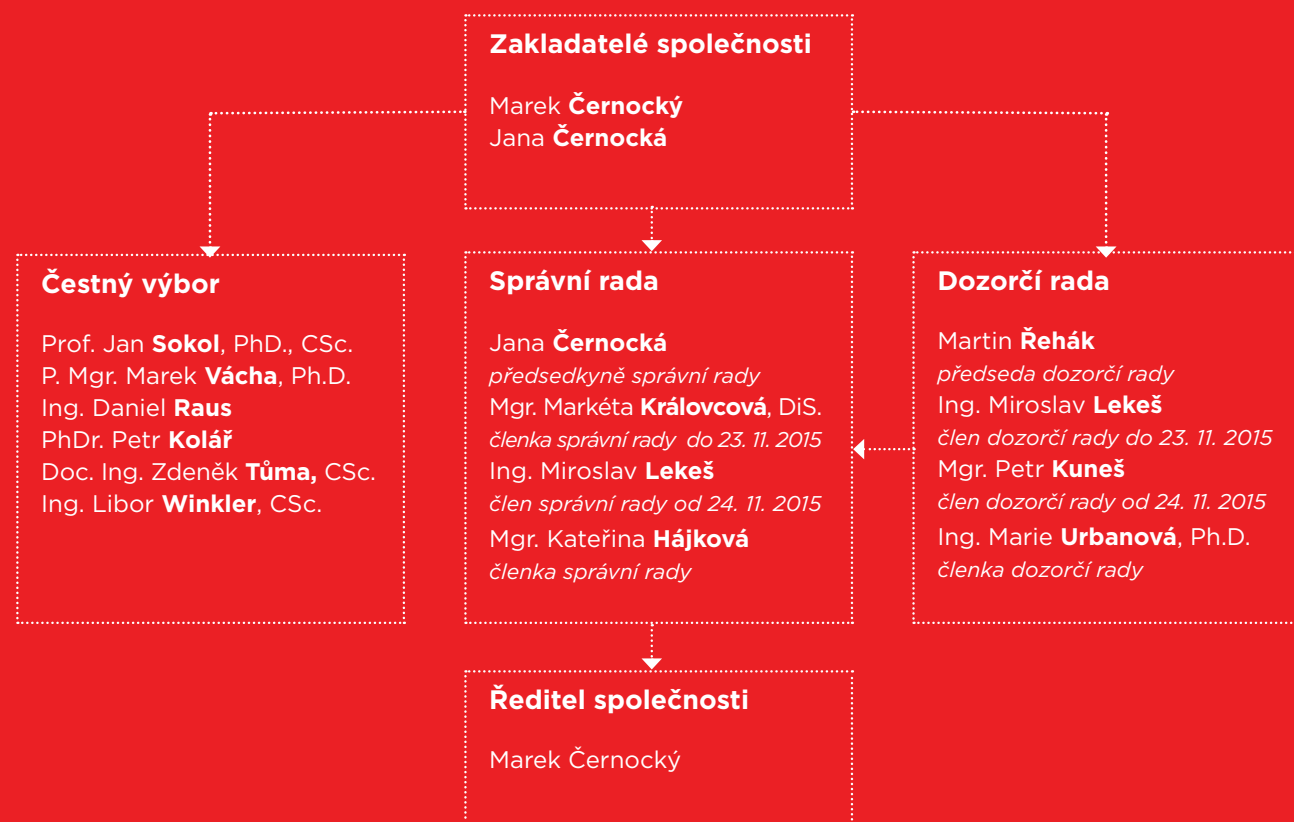 Zakladatelé společnosti
Marek Černocký
Jana Černocká
Čestný výbor
Prof. Jan Sokol, PhD., CSc.
P. Mgr. Marek Vácha, Ph.D.
Ing. Daniel Raus
PhDr. Petr Kolář
Doc. Ing. Zdeněk Tůma, CSc.
Ing. Libor Winkler, CSc.
Správní rada
Jana Černocká
předsedkyně správní rady
Mgr. Markéta Královcová, DiS.
členka správní rady do 23. 11. 2015
Ing. Miroslav Lekeš
člen správní rady od 24. 11. 2015
Mgr. Kateřina Hájková
členka správní rady
Dozorčí rada
Martin Řehák
předseda dozorčí rady
Ing. Miroslav Lekeš
člen dozorčí rady do 23. 11. 2015
Mgr. Petr Kuneš
člen dozorčí rady od 24. 11. 2015
Ing. Marie Urbanová, Ph.D.
členka dozorčí rady
Ředitel společnosti
Marek Černocký